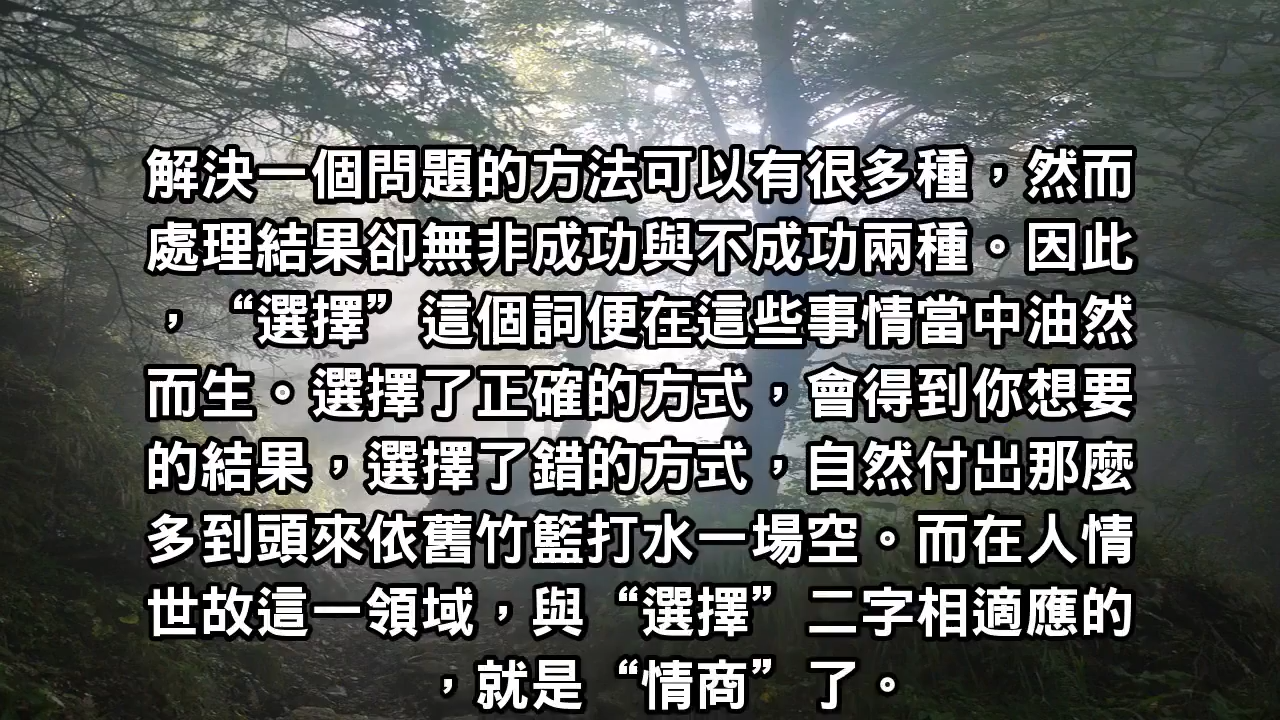 解決一個問題的方法可以有很多種，然而
處理結果卻無非成功與不成功兩種。因此
，“選擇”這個詞便在這些事情當中油然
而生。選擇了正確的方式，會得到你想要
的結果，選擇了錯的方式，自然付出那麼
多到頭來依舊竹籃打水一場空。而在人情
世故這一領域，與“選擇”二字相適應的
，就是“情商”了。